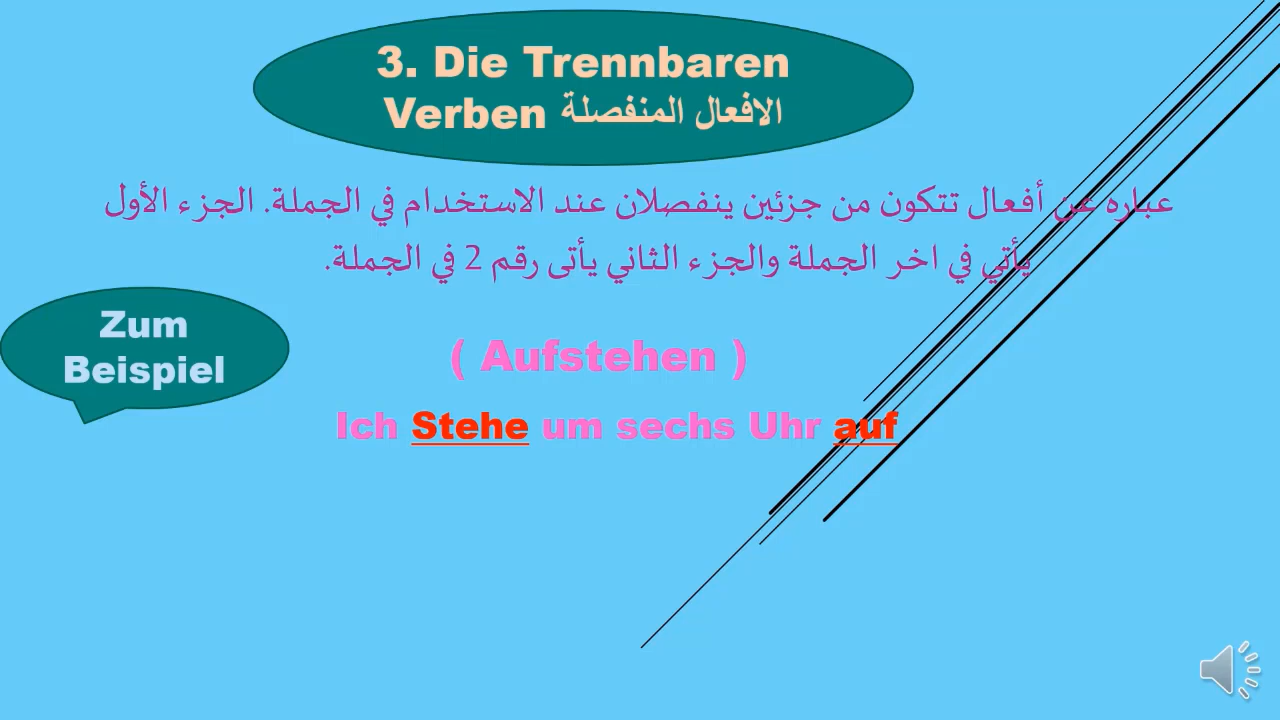 3. Die Trennbaren
Verben الافعال المنفصلة
عباره عن أفعال تتكون من جزئين ينفصلان عند الاستخدام في الجملة. الجزء الأول
يأتي في اخر الجملة والجزء الثاني يأتى رقم 2 في الجملة.
Zum
Beispiel
( Aufstehen )
Ich Stehe um sechs Uhr auf